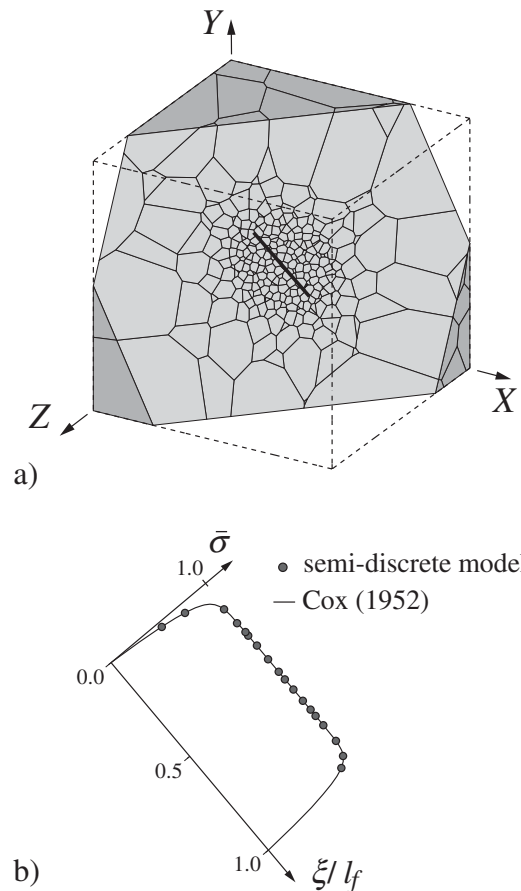 Y
X
Z
a)
σ̄
1.0
semi-discrete model
Cox (1952)
0.0
0.5
1.0
ξ/ l_f
b)